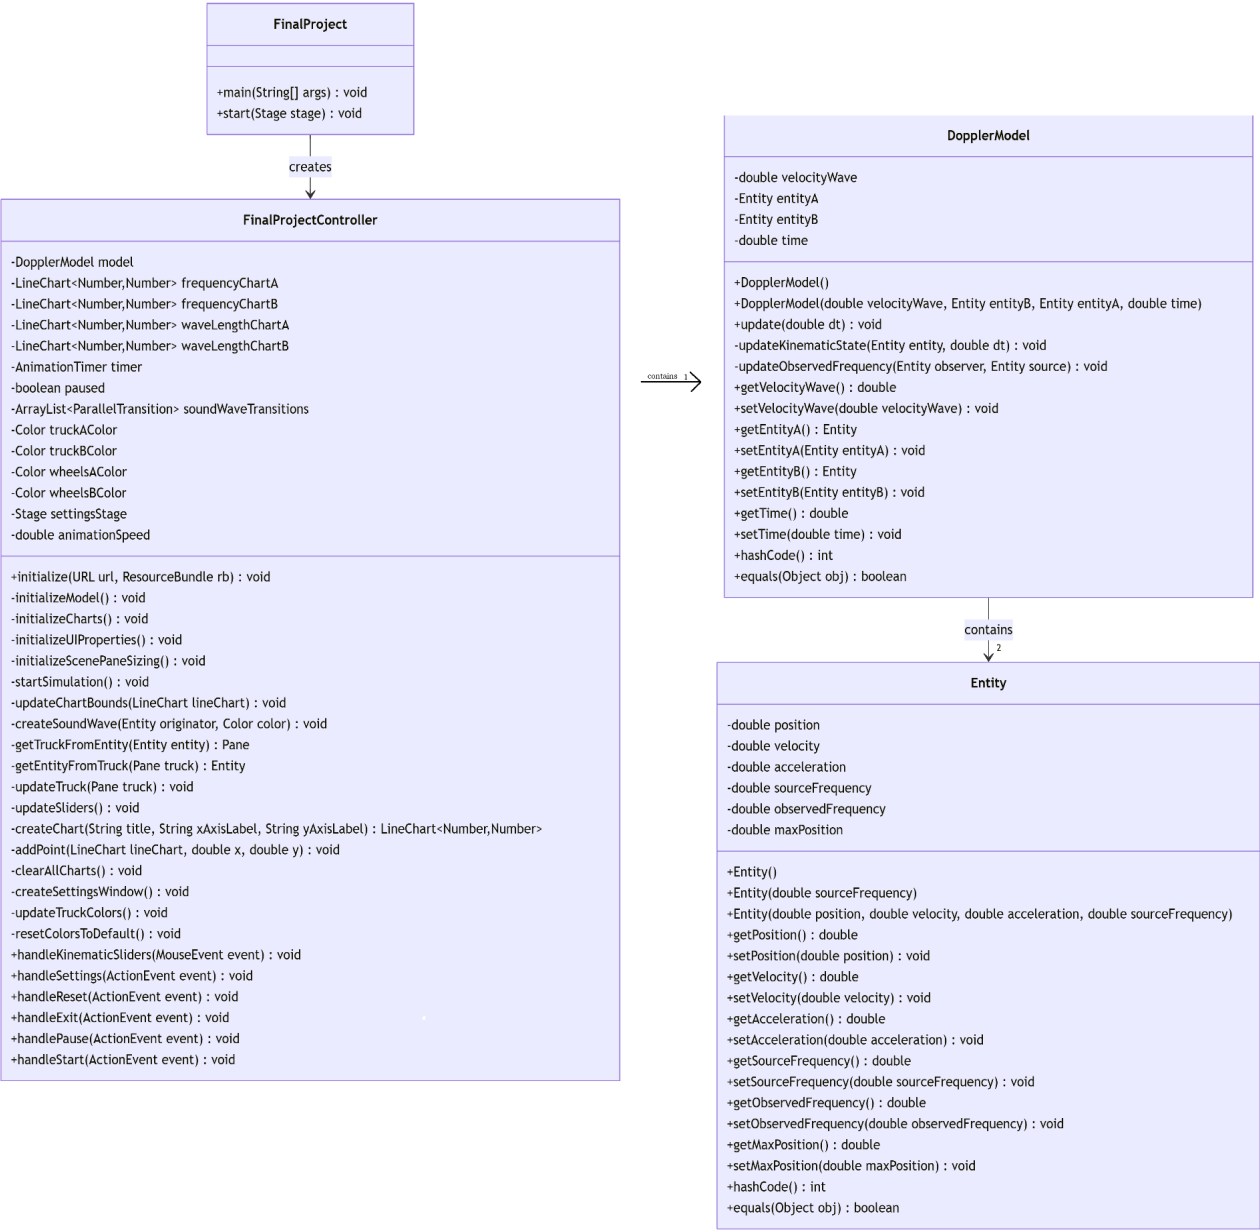 FinalProject
+main(String[] args) : void
+start(Stage stage) : void
creates
FinalProjectController
-DopplerModel model
-LineChart<Number,Number> frequencyChartA
-LineChart<Number,Number> frequencyChartB
-LineChart<Number,Number> waveLengthChartA
-LineChart<Number,Number> waveLengthChartB
-AnimationTimer timer
-boolean paused
-ArrayList<ParallelTransition> soundWaveTransitions
-Color truckAColor
-Color truckBColor
-Color wheelsAColor
-Color wheelsBColor
-Stage settingsStage
-double animationSpeed
+initialize(URL url, ResourceBundle rb) : void
-initializeModel() : void
-initializeCharts() : void
-initializeUIProperties() : void
-initializeScenePaneSizing() : void
-startSimulation() : void
-updateChartBounds(LineChart lineChart) : void
-createSoundWave(Entity originator, Color color) : void
-getTruckFromEntity(Entity entity) : Pane
-getEntityFromTruck(Pane truck) : Entity
-updateTruck(Pane truck) : void
-updateSliders() : void
-createChart(String title, String xAxisLabel, String yAxisLabel) : LineChart<Number,Number>
-addPoint(LineChart lineChart, double x, double y) : void
-clearAllCharts() : void
-createSettingsWindow() : void
-updateTruckColors() : void
-resetColorsToDefault() : void
+handleKinematicSliders(MouseEvent event) : void
+handleSettings(ActionEvent event) : void
+handleReset(ActionEvent event) : void
+handleExit(ActionEvent event) : void
+handlePause(ActionEvent event) : void
+handleStart(ActionEvent event) : void
contains 1
DopplerModel
-double velocityWave
-Entity entityA
-Entity entityB
-double time
+DopplerModel()
+DopplerModel(double velocityWave, Entity entityB, Entity entityA, double time)
+update(double dt) : void
-updateKinematicState(Entity entity, double dt) : void
-updateObservedFrequency(Entity observer, Entity source) : void
+getVelocityWave() : double
+setVelocityWave(double velocityWave) : void
+getEntityA() : Entity
+setEntityA(Entity entityA) : void
+getEntityB() : Entity
+setEntityB(Entity entityB) : void
+getTime() : double
+setTime(double time) : void
+hashCode() : int
+equals(Object obj) : boolean
contains
2
Entity
-double position
-double velocity
-double acceleration
-double sourceFrequency
-double observedFrequency
-double maxPosition
+Entity()
+Entity(double sourceFrequency)
+Entity(double position, double velocity, double acceleration, double sourceFrequency)
+getPosition() : double
+setPosition(double position) : void
+getVelocity() : double
+setVelocity(double velocity) : void
+getAcceleration() : double
+setAcceleration(double acceleration) : void
+getSourceFrequency() : double
+setSourceFrequency(double sourceFrequency) : void
+getObservedFrequency() : double
+setObservedFrequency(double observedFrequency) : void
+getMaxPosition() : double
+setMaxPosition(double maxPosition) : void
+hashCode() : int
+equals(Object obj) : boolean